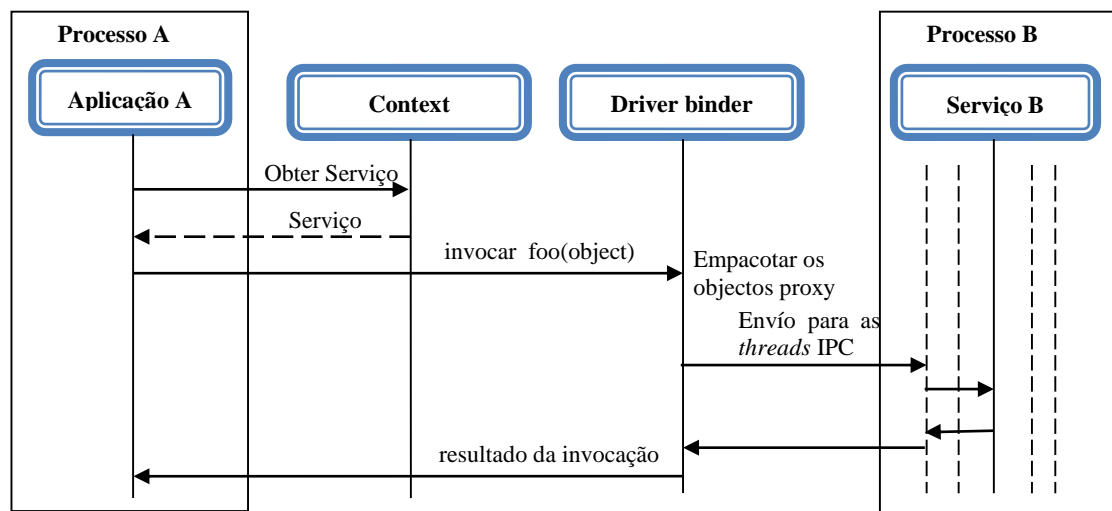 Processo A
Processo B
Aplicação A
Context
Driver binder
Serviço B
Obter Serviço
Serviço
invocar foo(object)
Empacotar os
objectos proxy
Envío para as
threads IPC
resultado da invocação